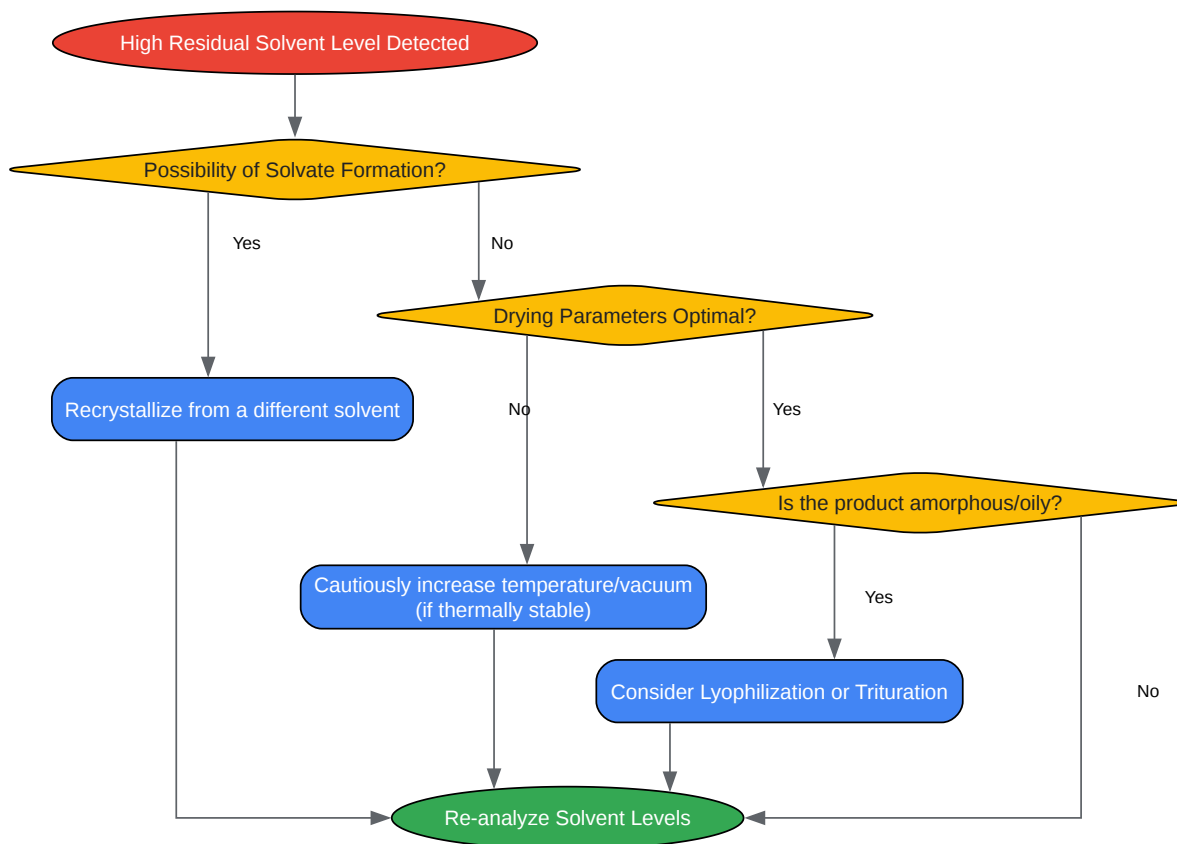 High Residual Solvent Level Detected
Possibility of Solvate Formation?
Yes
No
Drying Parameters Optimal?
Recrystallize from a different solvent
No
Yes
Is the product amorphous/oily?
Cautiously increase temperature/vacuum
(if thermally stable)
Yes
Consider Lyophilization or Trituration
No
Re-analyze Solvent Levels